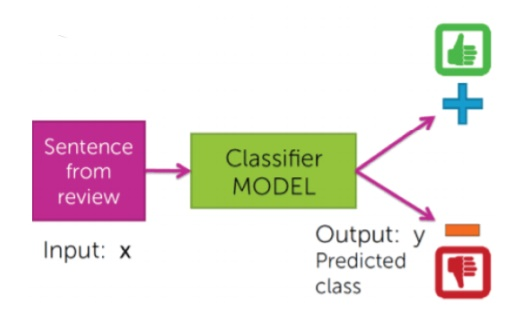 Sentence
from
review
Classifier
MODEL
Input: x
Output: y
Predicted
class